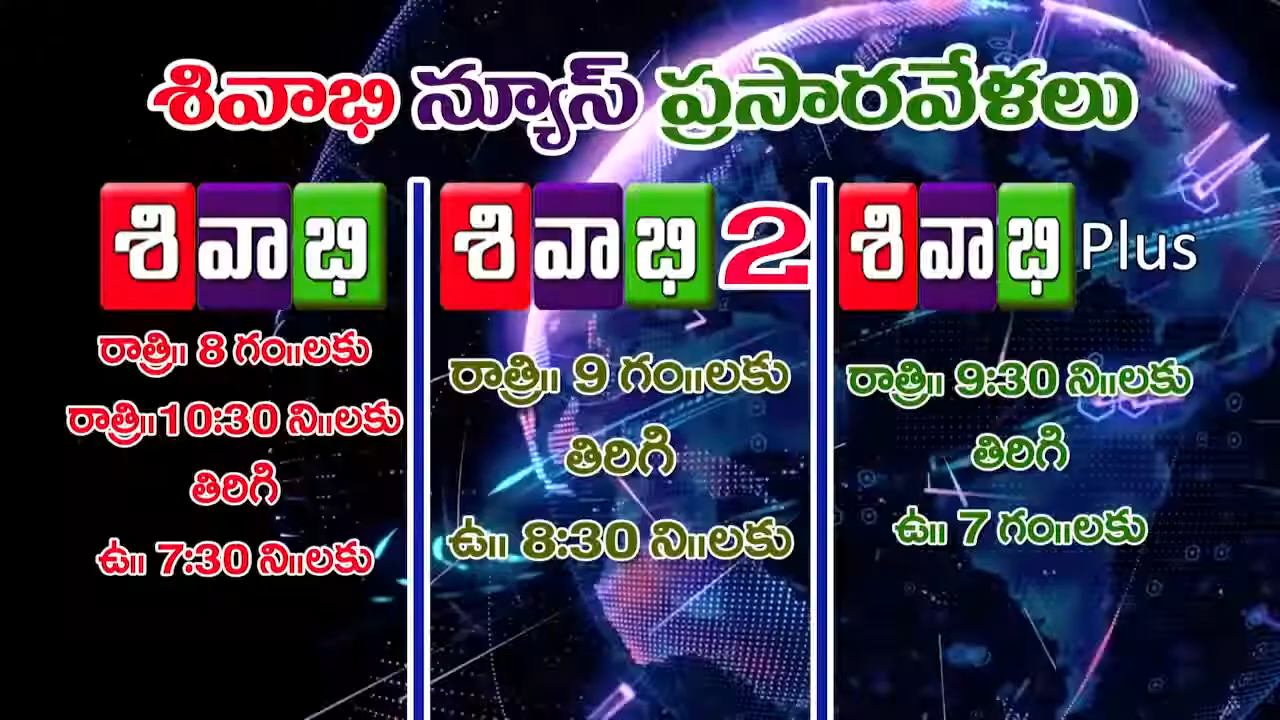 శివాభి న్యూస్ ప్రసారవేళలు
శివాభి
రాత్రి॥ 8 గం॥లకు
రాత్రి॥10:30 ని॥లకు
తిరిగి
ఉ॥ 7:30 ని॥లకు
శివాభి 2
రాత్రి॥ 9 గం॥లకు
తిరిగి
ఉ॥ 8:30 ని॥లకు
శివాభి Plus
రాత్రి॥ 9:30 ని॥లకు
తిరిగి
ఉ॥ 7 గం॥లకు